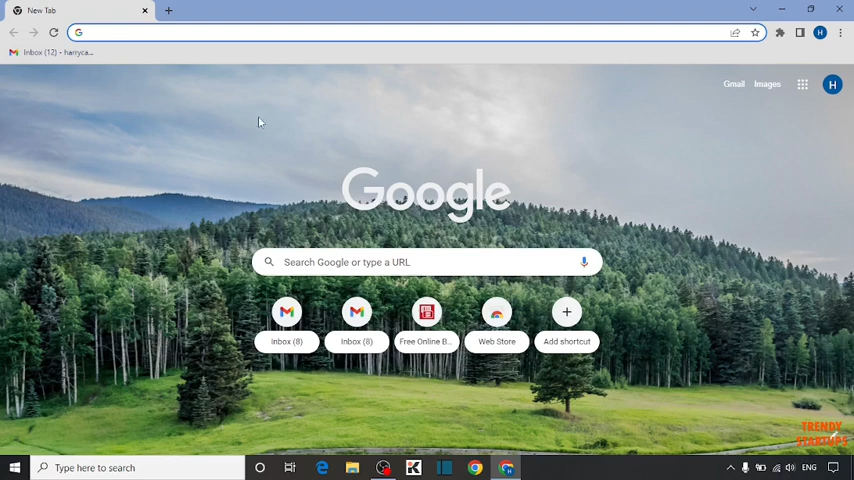 New Tab
Inbox (12) - harryca...
Gmail
Images
H
H
Google
Search Google or type a URL
Inbox (8)
Inbox (8)
Free Online B...
Web Store
Add shortcut
TRENDY
STARTUPS
Type here to search
ENG